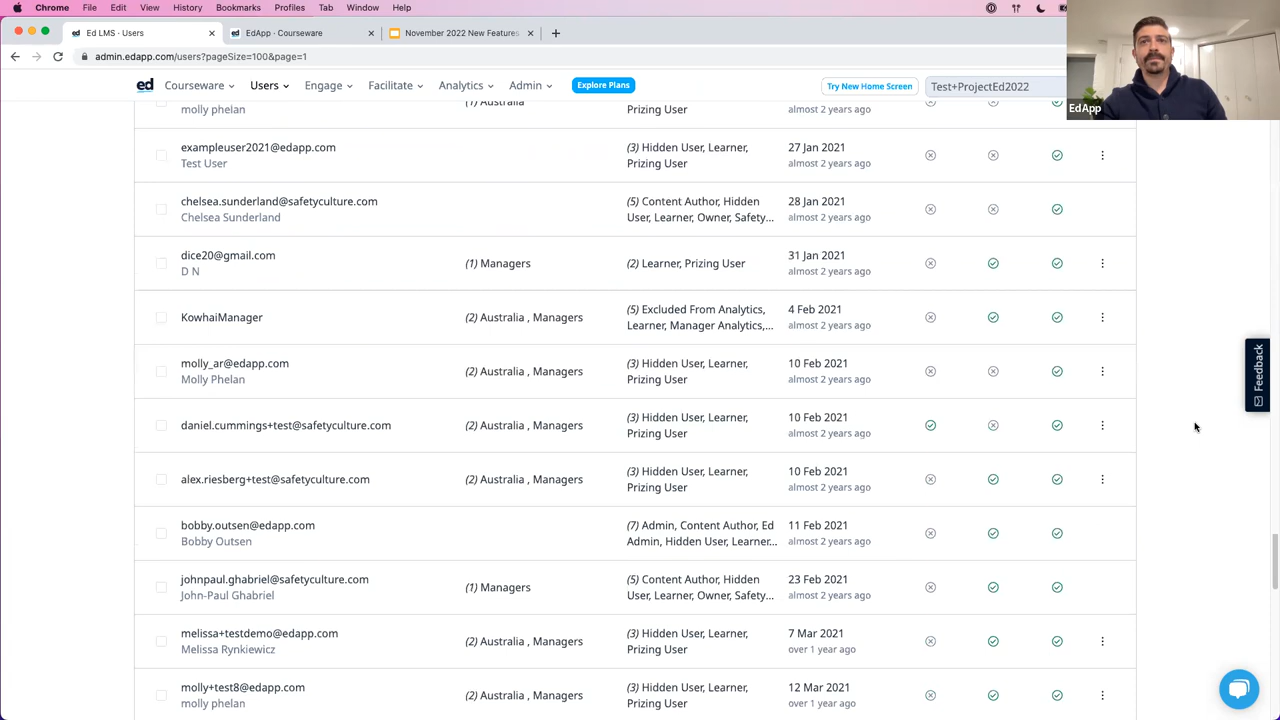 Chrome File Edit View History Bookmarks Profiles Tab Window Help
Ed LMS - Users
EdApp - Courseware
November 2022 New Features
admin.edapp.com/users?pageSize=100&page=1
ed Courseware Users Engage Facilitate Analytics Admin Explore Plans Try New Home Screen Test+ProjectEd2022
EdApp
(1) Australia
molly phelan
Prizing User
almost 2 years ago
exampleuser2021@edapp.com
Test User
(3) Hidden User, Learner,
Prizing User
27 Jan 2021
almost 2 years ago
chelsea.sunderland@safetyculture.com
Chelsea Sunderland
(5) Content Author, Hidden
User, Learner, Owner, Safety...
28 Jan 2021
almost 2 years ago
dice20@gmail.com
D N
(1) Managers
(2) Learner, Prizing User
31 Jan 2021
almost 2 years ago
KowhaiManager
(2) Australia , Managers
(5) Excluded From Analytics,
Learner, Manager Analytics,...
4 Feb 2021
almost 2 years ago
molly_ar@edapp.com
Molly Phelan
(2) Australia , Managers
(3) Hidden User, Learner,
Prizing User
10 Feb 2021
almost 2 years ago
daniel.cummings+test@safetyculture.com
(2) Australia , Managers
(3) Hidden User, Learner,
Prizing User
10 Feb 2021
almost 2 years ago
alex.riesberg+test@safetyculture.com
(2) Australia , Managers
(3) Hidden User, Learner,
Prizing User
10 Feb 2021
almost 2 years ago
bobby.outsen@edapp.com
Bobby Outsen
(7) Admin, Content Author, Ed
Admin, Hidden User, Learner...
11 Feb 2021
almost 2 years ago
johnpaul.ghabriel@safetyculture.com
John-Paul Ghabriel
(1) Managers
(5) Content Author, Hidden
User, Learner, Owner, Safety...
23 Feb 2021
almost 2 years ago
melissa+testdemo@edapp.com
Melissa Rynkiewicz
(2) Australia , Managers
(3) Hidden User, Learner,
Prizing User
7 Mar 2021
over 1 year ago
molly+test8@edapp.com
molly phelan
(2) Australia , Managers
(3) Hidden User, Learner,
Prizing User
12 Mar 2021
over 1 year ago
Feedback